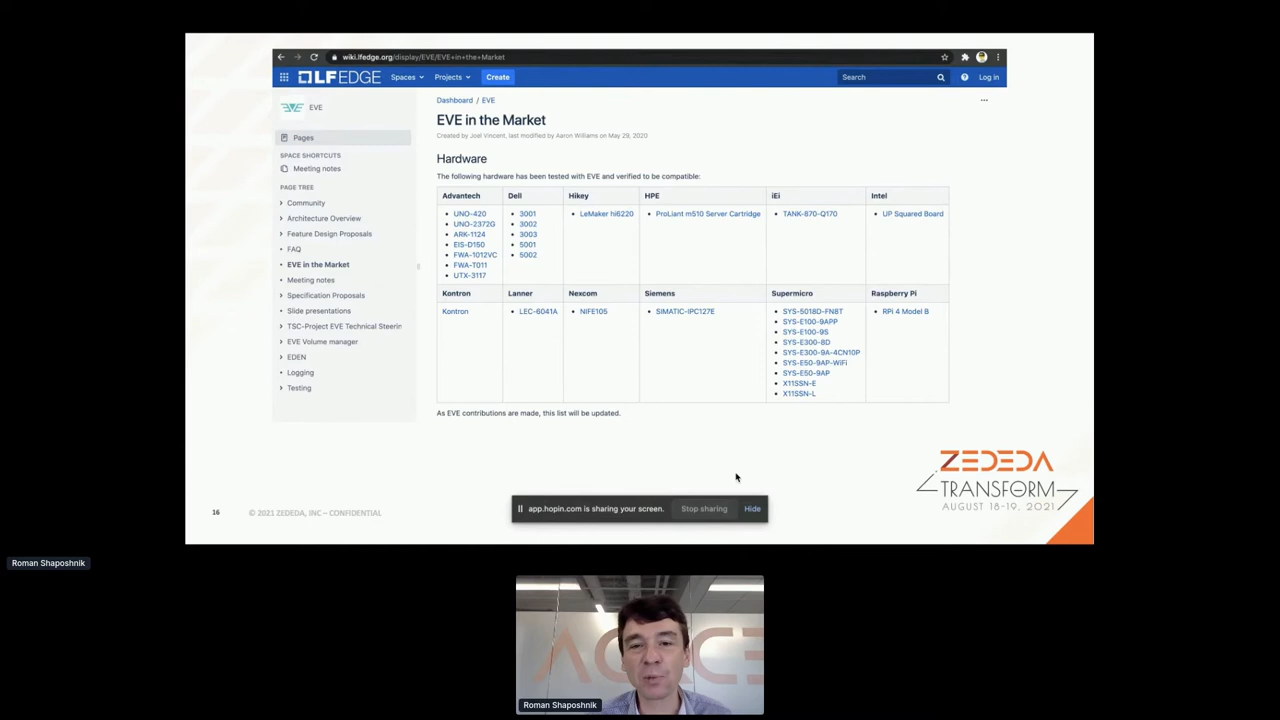 wiki.lfedge.org/display/EVE/EVE+in+the+Market
LFEDGE Spaces Projects Create Search Log in
EVE
Pages
SPACE SHORTCUTS
Meeting notes
PAGE TREE
Community
Architecture Overview
Feature Design Proposals
FAQ
EVE in the Market
Meeting notes
Specification Proposals
Slide presentations
TSC-Project EVE Technical Steerin
EVE Volume manager
EDEN
Logging
Testing
Dashboard / EVE
EVE in the Market
Created by Joel Vincent, last modified by Aaron Williams on May 29, 2020
Hardware
The following hardware has been tested with EVE and verified to be compatible:
Advantech Dell Hikey HPE iEi Intel
UNO-420 3001 LeMaker hi6220 ProLiant m510 Server Cartridge TANK-870-Q170 UP Squared Board
UNO-2372G 3002
ARK-1124 3003
EIS-D150 5001
FWA-1012VC 5002
FWA-T011
UTX-3117
Kontron Lanner Nexcom Siemens Supermicro Raspberry Pi
Kontron LEC-6041A NIFE105 SIMATIC-IPC127E SYS-5018D-FN8T RPi 4 Model B
SYS-E100-9APP
SYS-E100-9S
SYS-E300-8D
SYS-E300-9A-4CN10P
SYS-E50-9AP-WiFi
SYS-E50-9AP
X11SSN-E
X11SSN-L
As EVE contributions are made, this list will be updated.
ZEDEDA
TRANSFORM
AUGUST 18-19, 2021
16 © 2021 ZEDEDA, INC – CONFIDENTIAL
app.hopin.com is sharing your screen. Stop sharing Hide
Roman Shaposhnik
Roman Shaposhnik